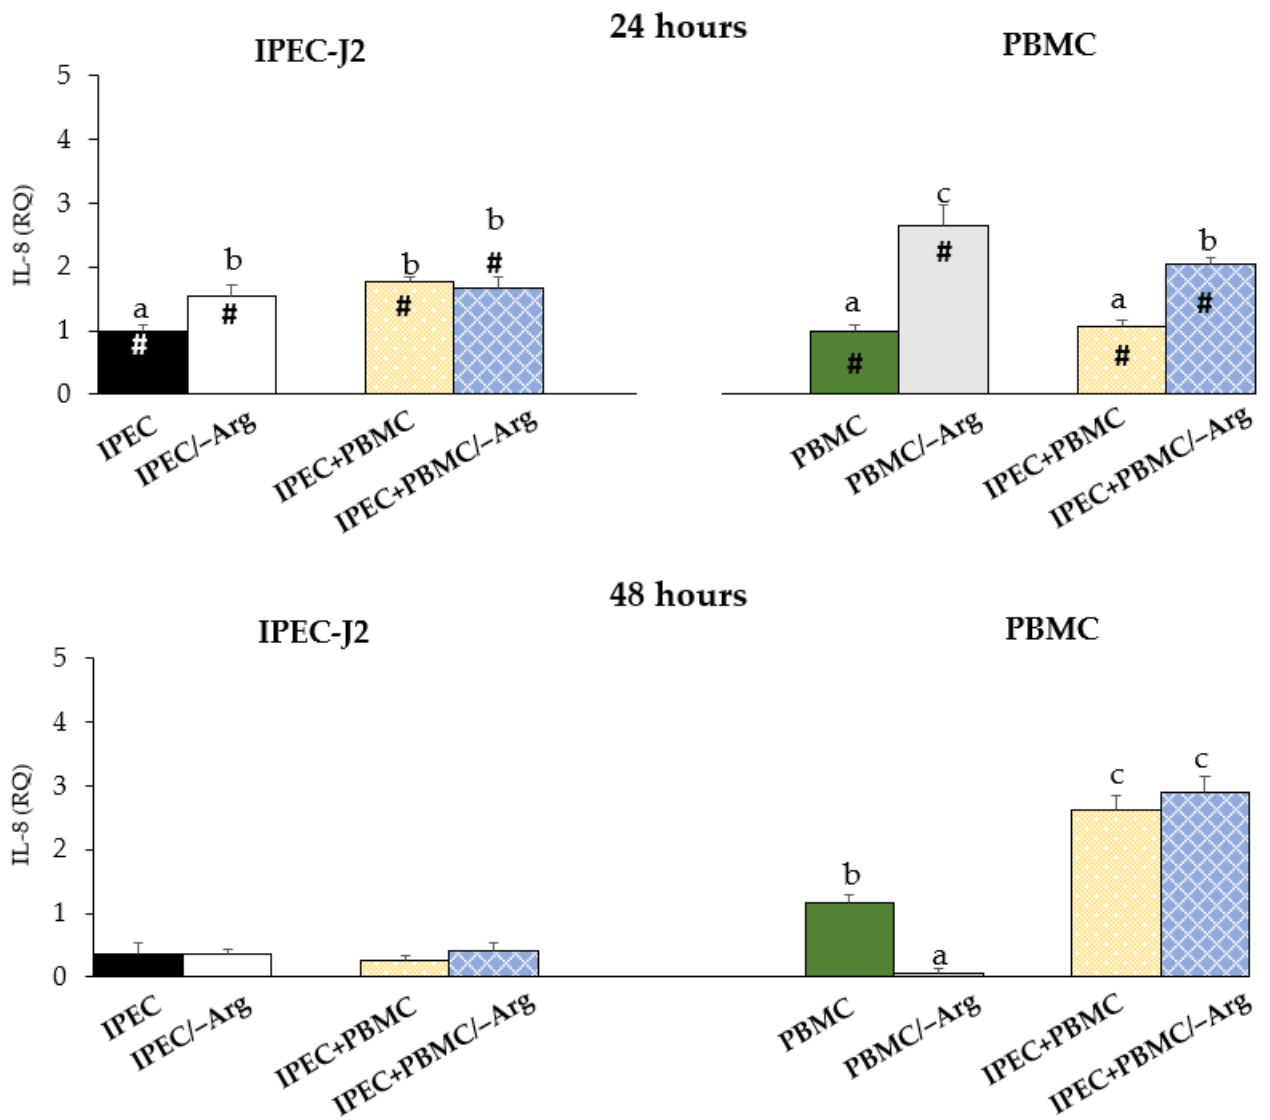 24 hours
IPEC-J2
PBMC
IL-8 (RQ)
5
4
3
2
1
0
a
b
b
b
a
c
a
b
#
#
#
#
#
#
#
#
IPEC
IPEC/–Arg
IPEC+PBMC
IPEC+PBMC/–Arg
PBMC
PBMC/–Arg
IPEC+PBMC
IPEC+PBMC/–Arg
48 hours
IPEC-J2
PBMC
IL-8 (RQ)
5
4
3
2
1
0
b
a
c
c
IPEC
IPEC/–Arg
IPEC+PBMC
IPEC+PBMC/–Arg
PBMC
PBMC/–Arg
IPEC+PBMC
IPEC+PBMC/–Arg